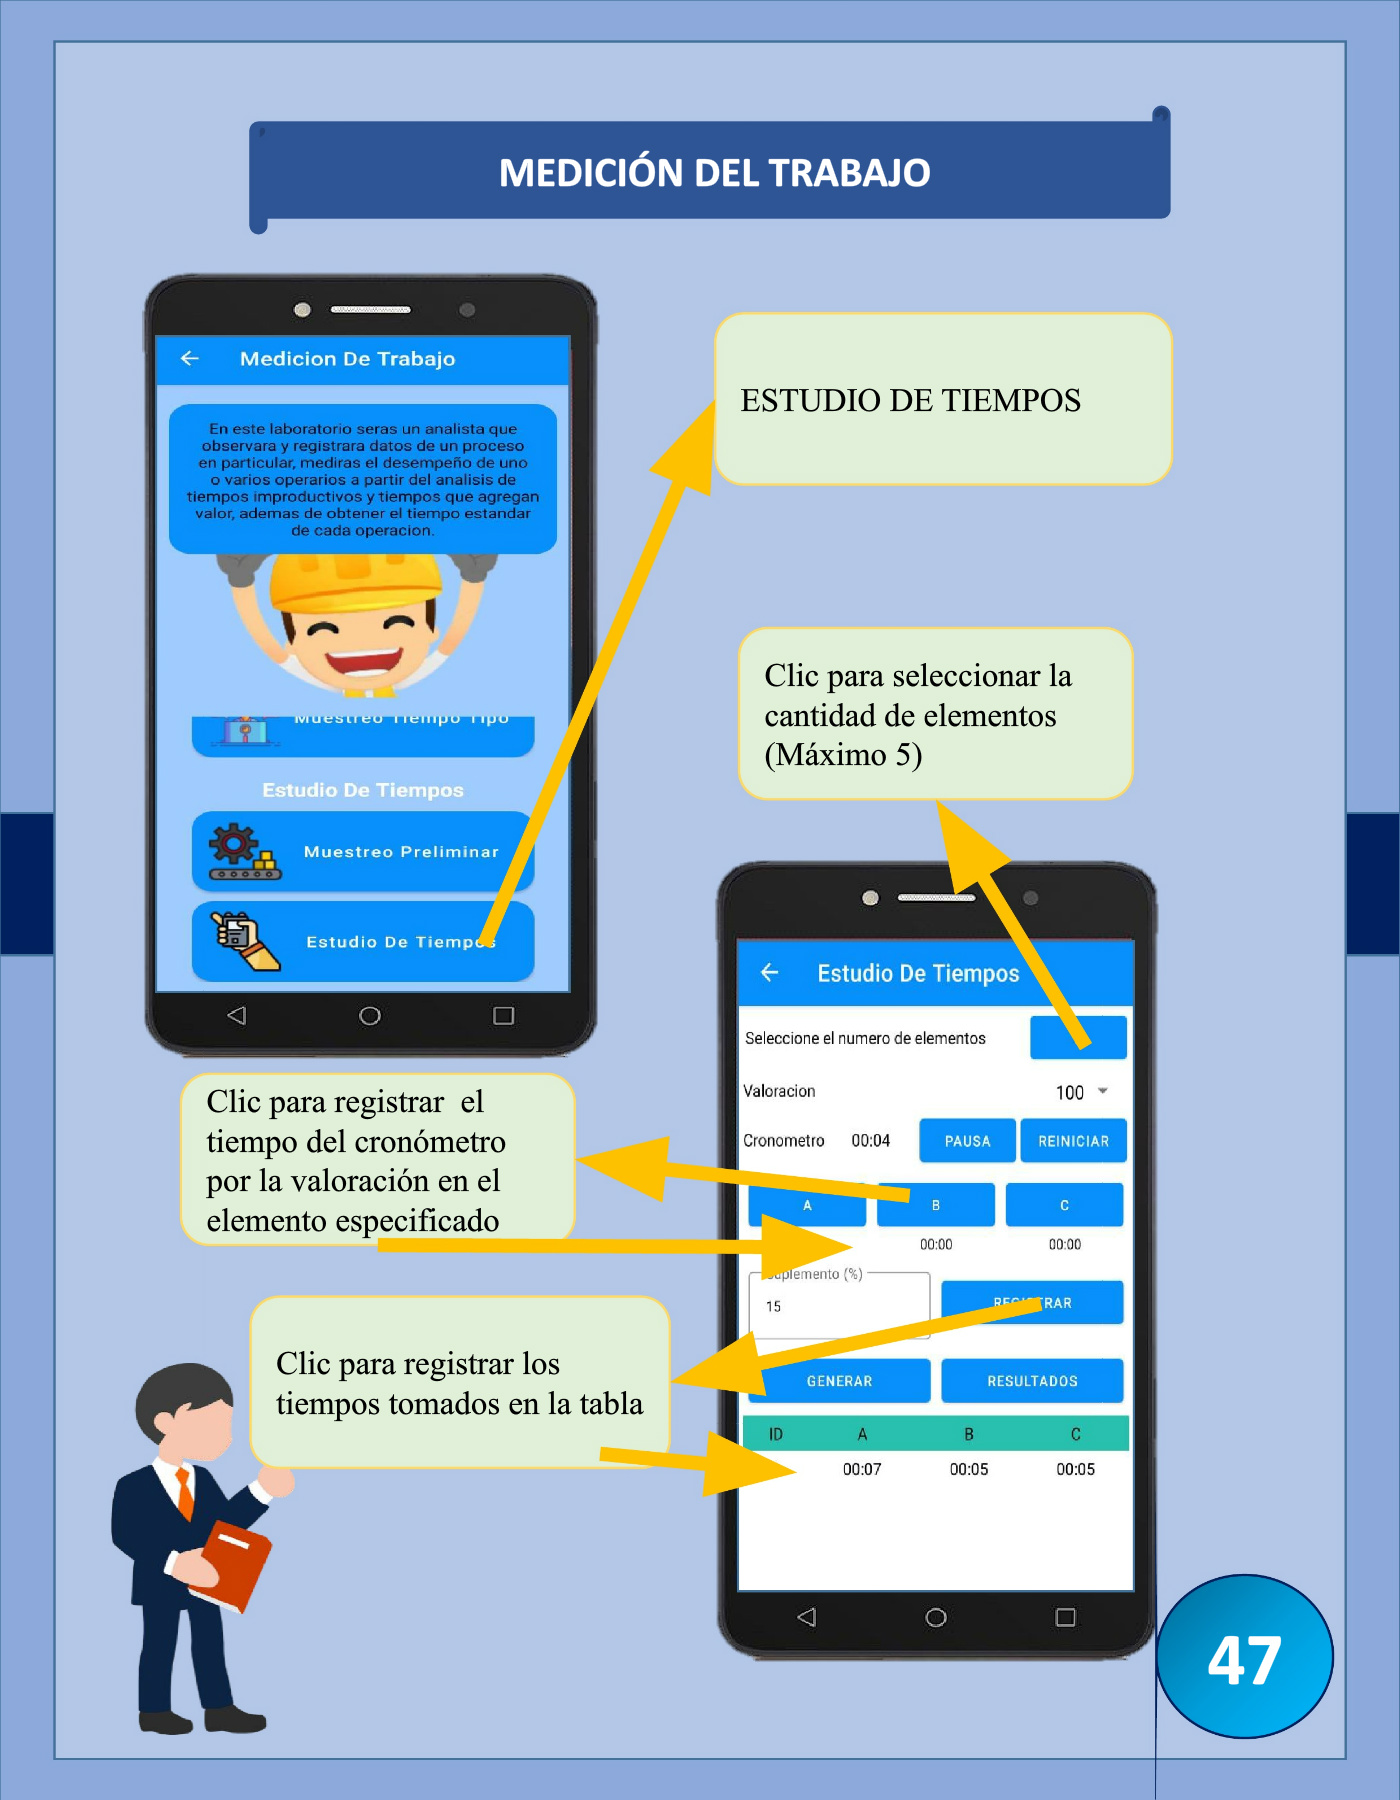 MEDICIÓN DEL TRABAJO
Medicion De Trabajo
En este laboratorio seras un analista que
observara y registrara datos de un proceso
en particular, mediras el desempeño de uno
o varios operarios a partir del analisis de
tiempos improductivos y tiempos que agregan
valor, ademas de obtener el tiempo estandar
de cada operacion.
Muestreo Tiempo Tipo
Estudio De Tiempos
Muestreo Preliminar
Estudio De Tiempos
ESTUDIO DE TIEMPOS
Clic para seleccionar la
cantidad de elementos
(Máximo 5)
Clic para registrar el
tiempo del cronómetro
por la valoración en el
elemento especificado
Clic para registrar los
tiempos tomados en la tabla
Estudio De Tiempos
Seleccione el numero de elementos
Valoracion 100
Cronometro 00:04 PAUSA REINICIAR
A B C
00:00 00:00
Suplemento (%)
15
REGISTRAR
GENERAR RESULTADOS
ID A B C
00:07 00:05 00:05
47